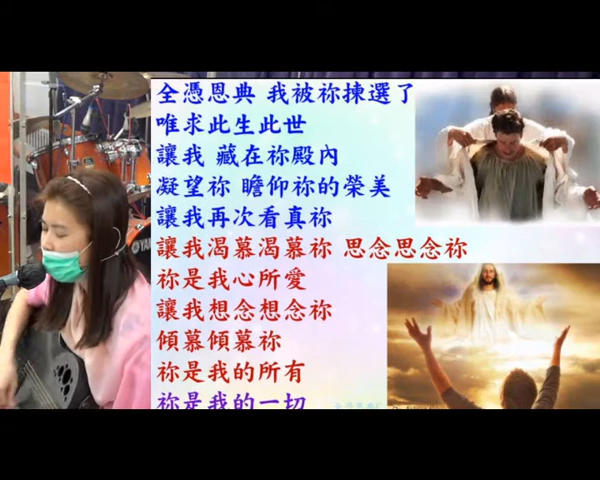 全憑恩典 我被祢揀選了
唯求此生此世
讓我 藏在祢殿內
凝望祢 瞻仰祢的榮美
讓我再次看真祢
讓我渴慕渴慕祢 思念思念祢
祢是我心所愛
讓我想念想念祢
傾慕傾慕祢
祢是我的所有
祢是我的一切